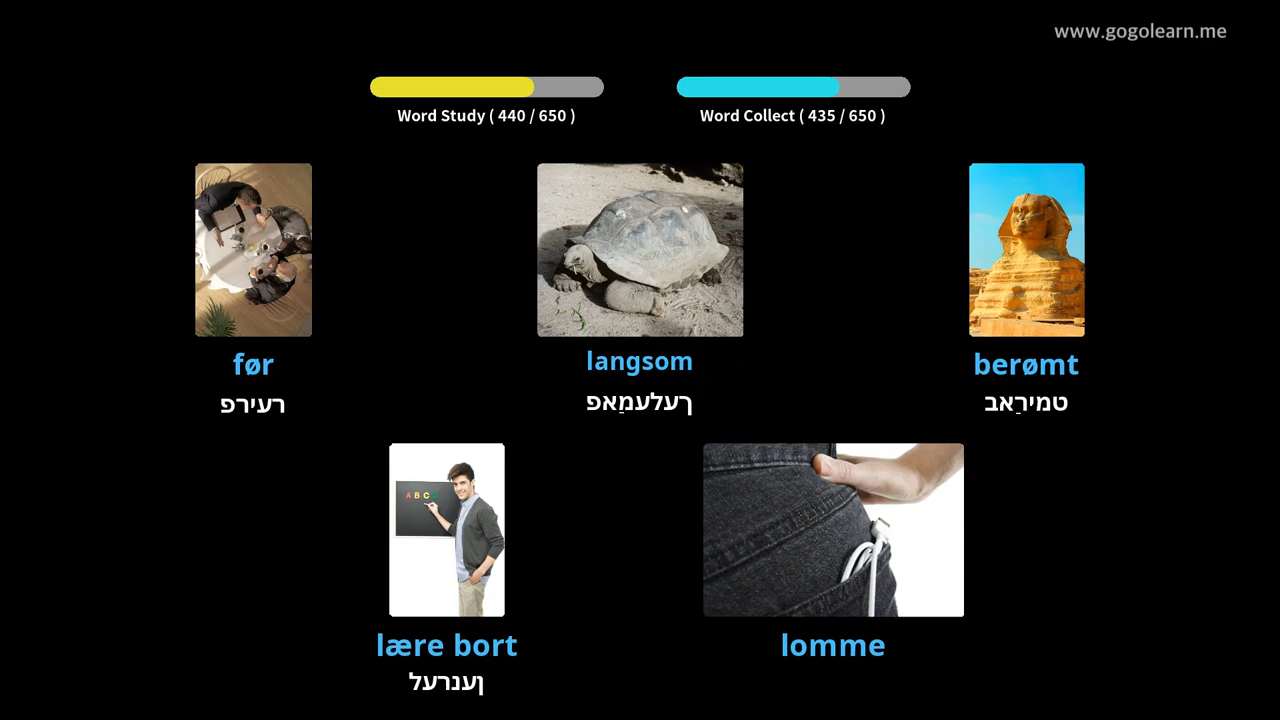 www.gogolearn.me
Word Study ( 440 / 650 )
Word Collect ( 435 / 650 )
før
רעירפ
langsom
ךעלעמַאפ
berømt
טמירַאב
lære bort
ןענרעל
lomme